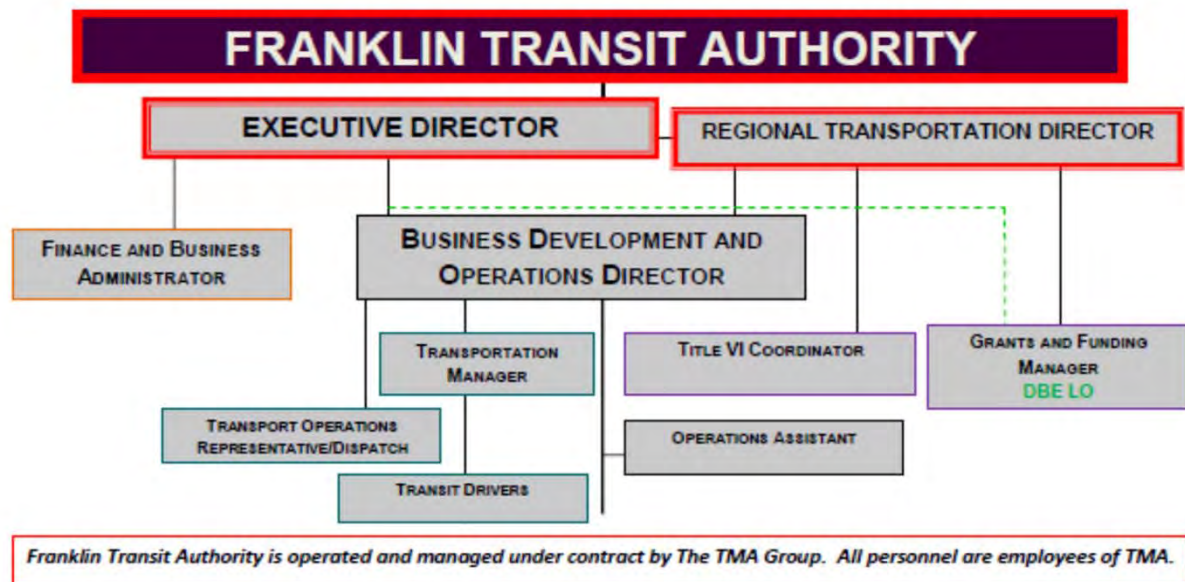 FRANKLIN TRANSIT AUTHORITY
EXECUTIVE DIRECTOR
REGIONAL TRANSPORTATION DIRECTOR
FINANCE AND BUSINESS
ADMINISTRATOR
BUSINESS DEVELOPMENT AND
OPERATIONS DIRECTOR
TRANSPORTATION
MANAGER
TITLE VI COORDINATOR
GRANTS AND FUNDING
MANAGER
DBE LO
TRANSPORT OPERATIONS
REPRESENTATIVE/DISPATCH
OPERATIONS ASSISTANT
TRANSIT DRIVERS
Franklin Transit Authority is operated and managed under contract by The TMA Group. All personnel are employees of TMA.